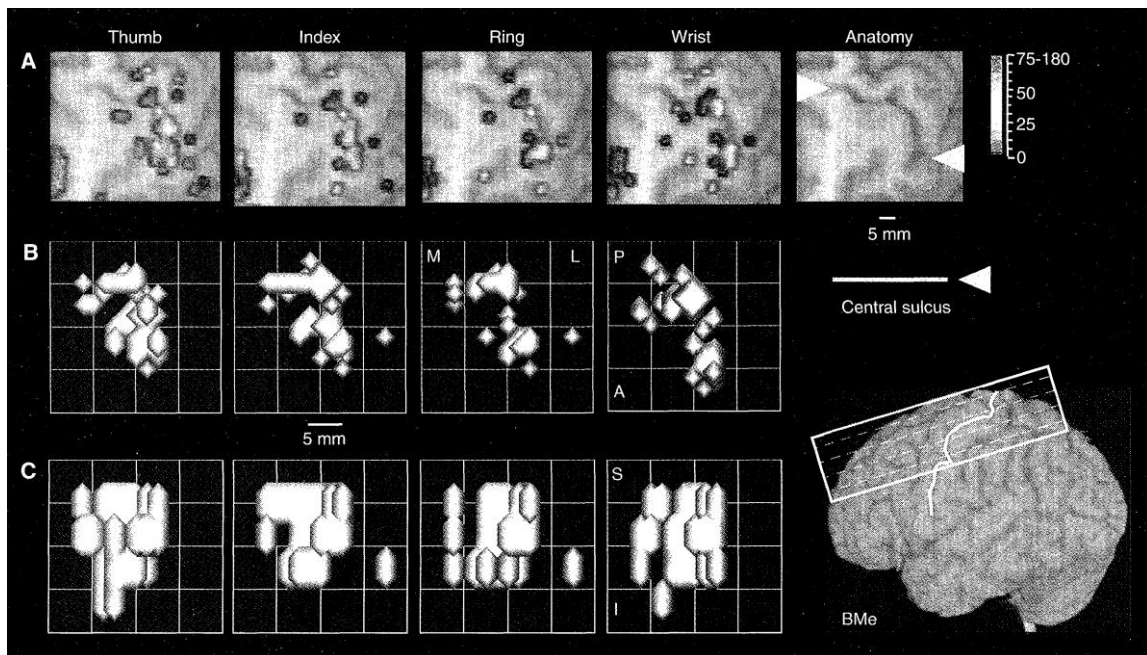 Thumb Index Ring Wrist Anatomy
A
75-180
50
25
0
5 mm
B
M L P
Central sulcus
A
5 mm
C
S
I
BMe